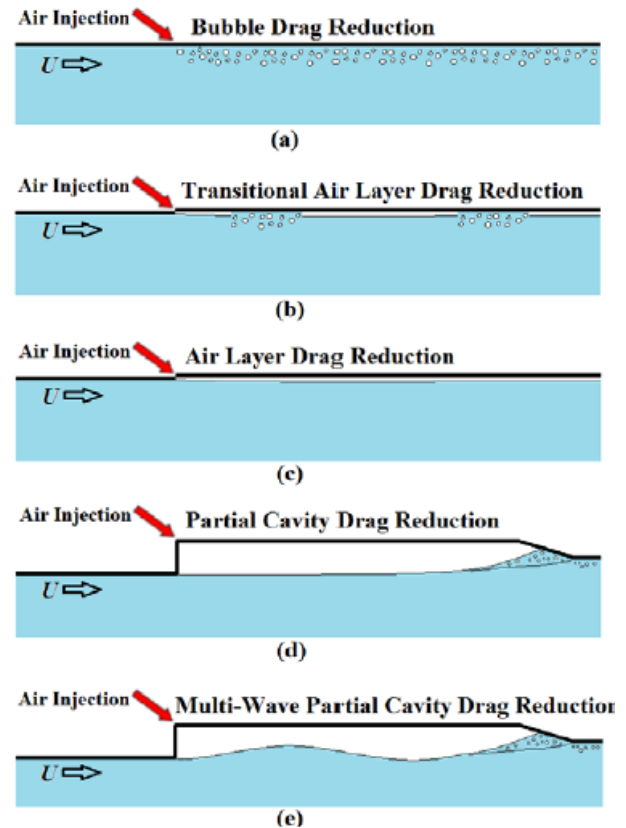 Air Injection
Bubble Drag Reduction
U
(a)
Air Injection
Transitional Air Layer Drag Reduction
U
(b)
Air Injection
Air Layer Drag Reduction
U
(c)
Air Injection
Partial Cavity Drag Reduction
U
(d)
Air Injection
Multi-Wave Partial Cavity Drag Reduction
U
(e)